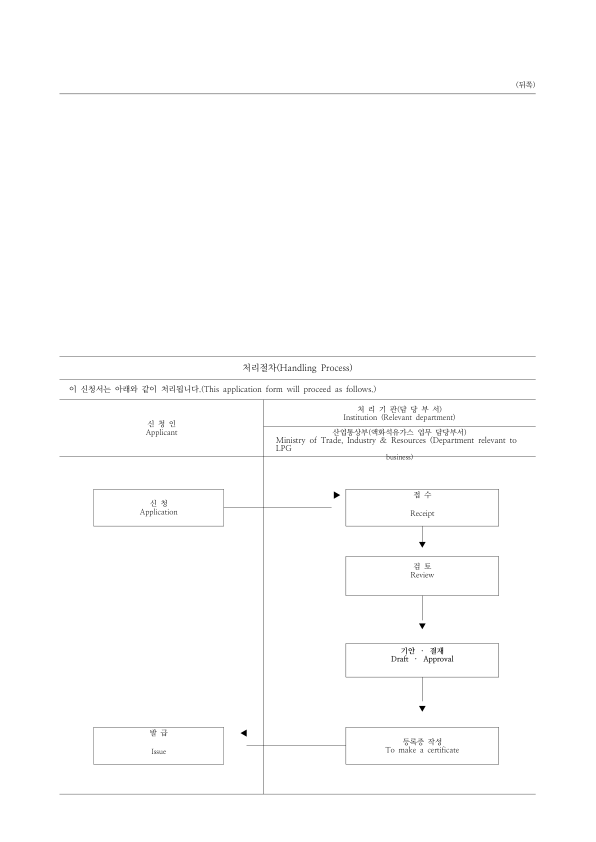 (뒤쪽)
처리절차(Handling Process)
이 신청서는 아래와 같이 처리됩니다.(This application form will proceed as follows.)
신 청 인
Applicant
처 리 기 관(담 당 부 서)
Institution (Relevant department)
산업통상부(액화석유가스 업무 담당부서)
Ministry of Trade, Industry & Resources (Department relevant to
LPG
business)
신 청
Application
접 수
Receipt
검 토
Review
기안 · 결재
Draft · Approval
발 급
Issue
등록증 작성
To make a certificate